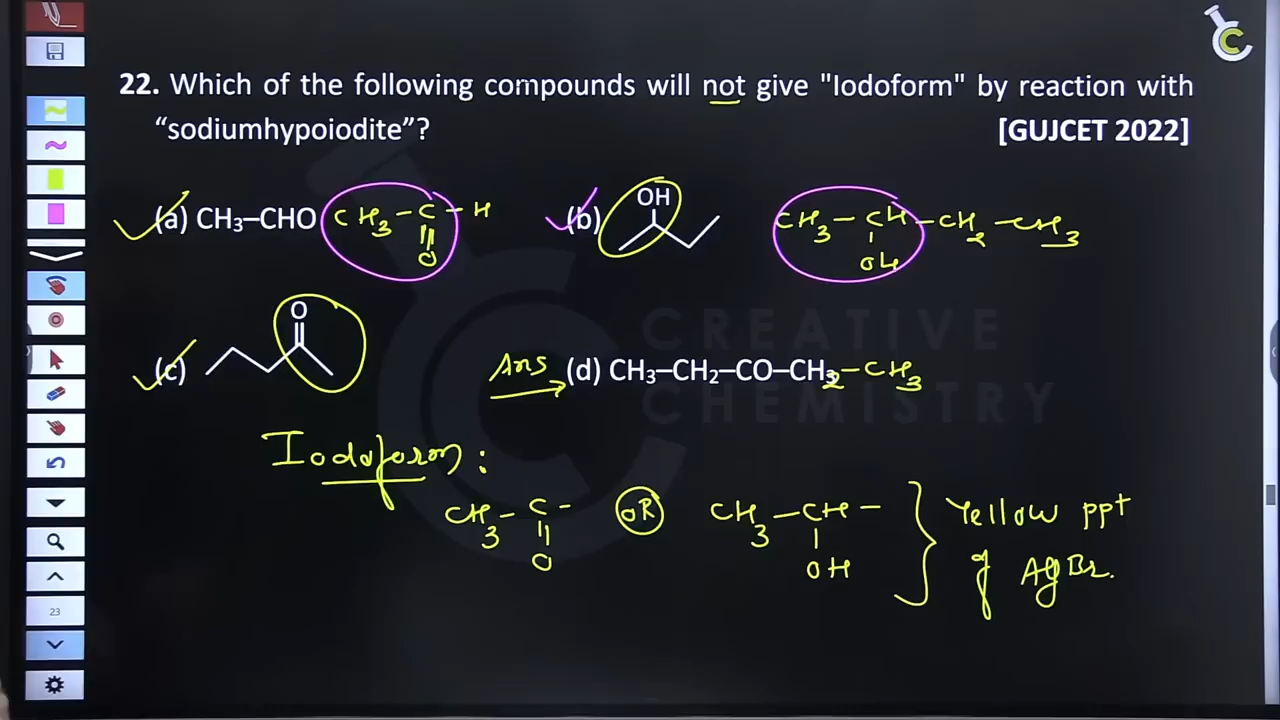 22. Which of the following compounds will not give "Iodoform" by reaction with
“sodiumhypoiodite”? [GUJCET 2022]
(a) CH₃–CHO CH₃ – C – H
O
(b) OH
CH₃ – CH – CH₂ – CH₃
OH
(c) O
Ans (d) CH₃–CH₂–CO–CH₂–CH₃
CREATIVE
CHEMISTRY
Iodoform :
CH₃ – C – OR CH₃ – CH – Yellow ppt
O OH of AgBr.
23
C